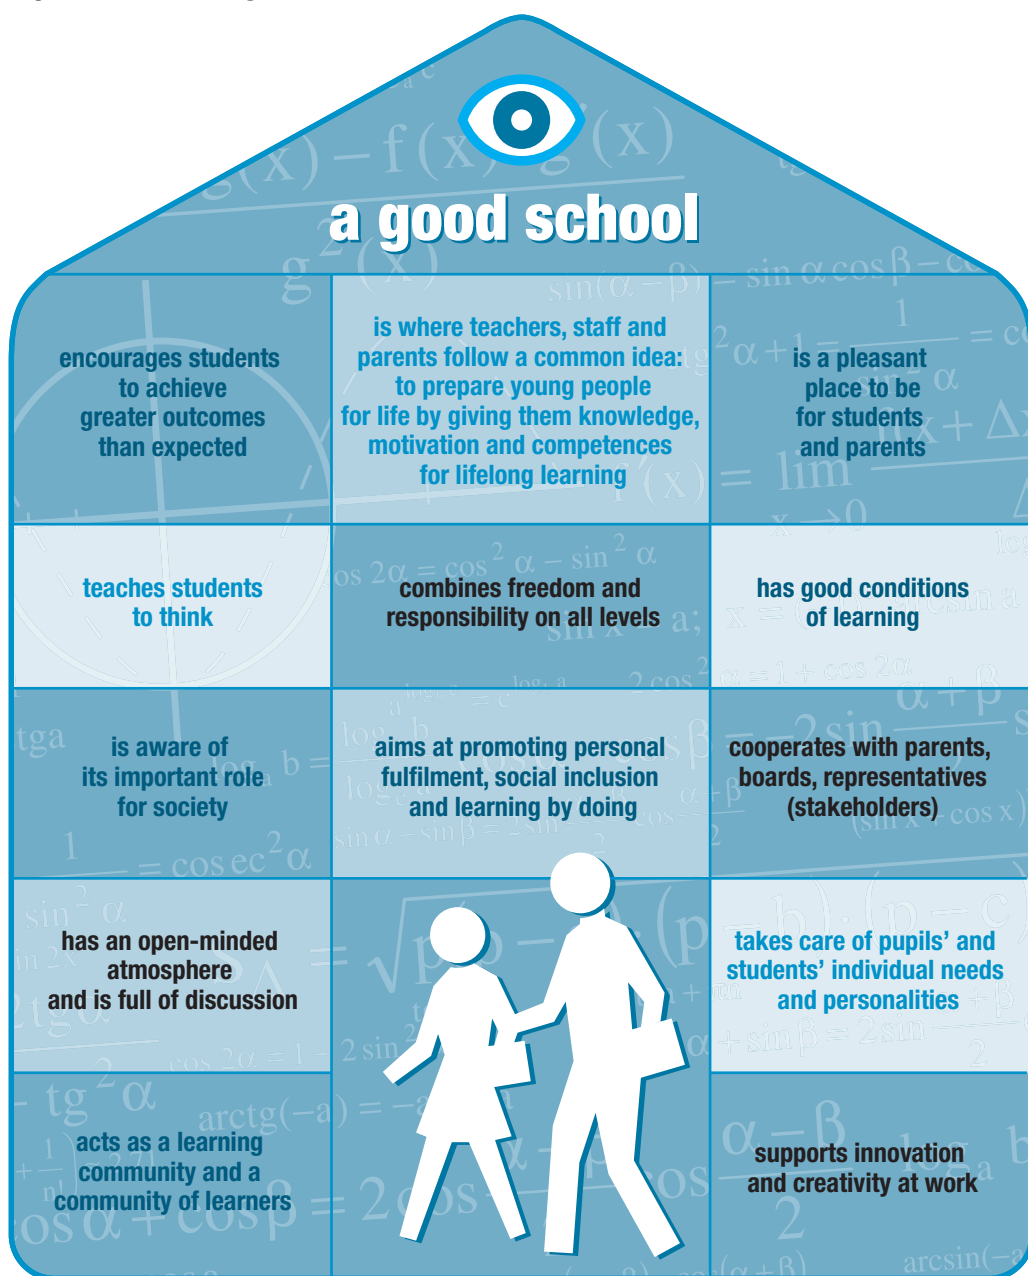 a good school
encourages students
to achieve
greater outcomes
than expected
is where teachers, staff and
parents follow a common idea:
to prepare young people
for life by giving them knowledge,
motivation and competences
for lifelong learning
is a pleasant
place to be
for students
and parents
teaches students
to think
combines freedom and
responsibility on all levels
has good conditions
of learning
is aware of
its important role
for society
aims at promoting personal
fulfilment, social inclusion
and learning by doing
cooperates with parents,
boards, representatives
(stakeholders)
has an open-minded
atmosphere
and is full of discussion
takes care of pupils’ and
students’ individual needs
and personalities
acts as a learning
community and a
community of learners
supports innovation
and creativity at work